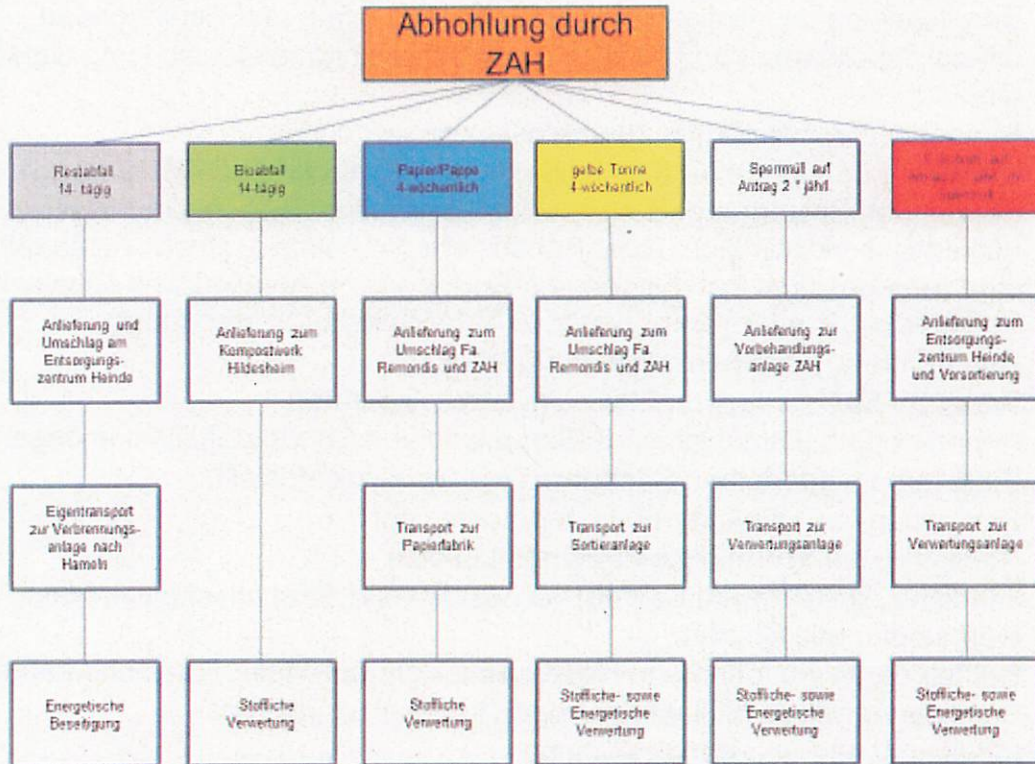 Abhohlung durch
ZAH
Restabfall
14- tägig
Bioabfall
14-tägig
Papier/Pappe
4-wöchentlich
gelbe Tonne
4-wöchentlich
Sperrmüll auf
Antrag 2 * jährl.
Anlieferung und
Umschlag am
Entsorgungs-
zentrum Heinde
Anlieferung zum
Kompostwerk
Hildesheim
Anlieferung zum
Umschlag Fa.
Remondis und ZAH
Anlieferung zum
Umschlag Fa.
Remondis und ZAH
Anlieferung zur
Vorbehandlungs-
anlage ZAH
Anlieferung zum
Entsorgungs-
zentrum Heinde
und Vorsortierung
Eigentransport
zur Verbrennungs-
anlage nach
Hameln
Transport zur
Papierfabrik
Transport zur
Sortieranlage
Transport zur
Verwertungsanlage
Transport zur
Verwertungsanlage
Energetische
Beseitigung
Stoffliche
Verwertung
Stoffliche
Verwertung
Stoffliche- sowie
Energetische
Verwertung
Stoffliche- sowie
Energetische
Verwertung
Stoffliche- sowie
Energetische
Verwertung